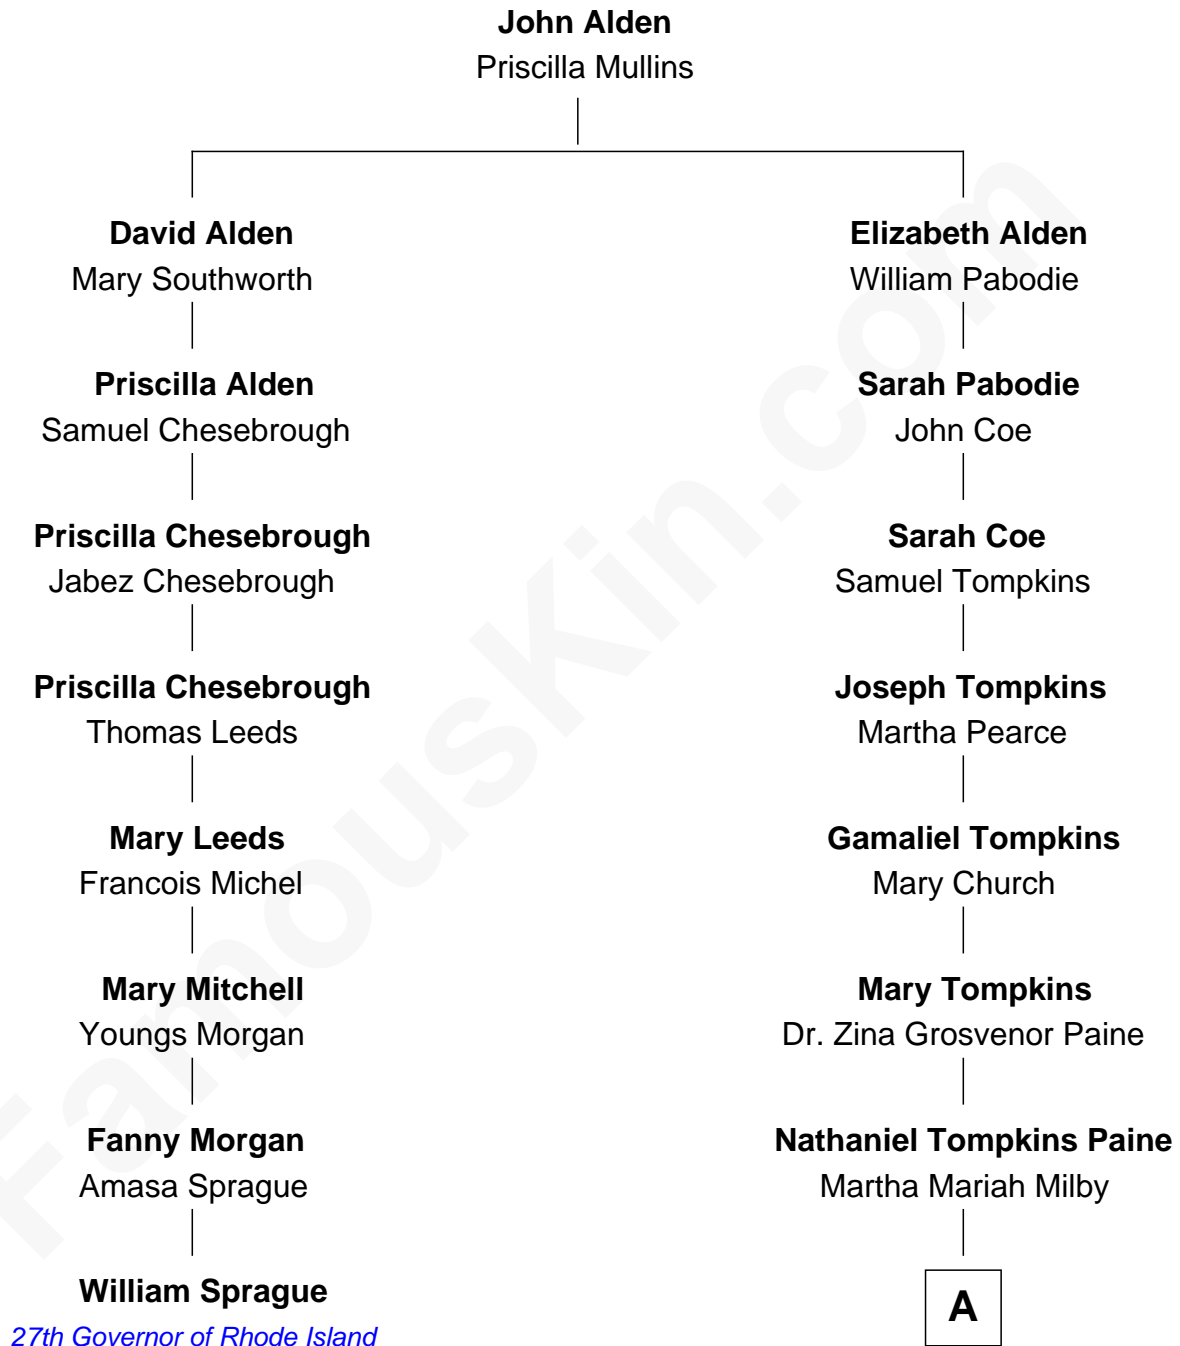 John Alden
Priscilla Mullins
David Alden
Mary Southworth
Elizabeth Alden
William Pabodie
Priscilla Alden
Samuel Chesebrough
Sarah Pabodie
John Coe
Priscilla Chesebrough
Jabez Chesebrough
Sarah Coe
Samuel Tompkins
Priscilla Chesebrough
Thomas Leeds
Joseph Tompkins
Martha Pearce
Mary Leeds
Francois Michel
Gamaliel Tompkins
Mary Church
Mary Mitchell
Youngs Morgan
Mary Tompkins
Dr. Zina Grosvenor Paine
Fanny Morgan
Amasa Sprague
Nathaniel Tompkins Paine
Martha Mariah Milby
William Sprague
27th Governor of Rhode Island
A
FamousKin.com